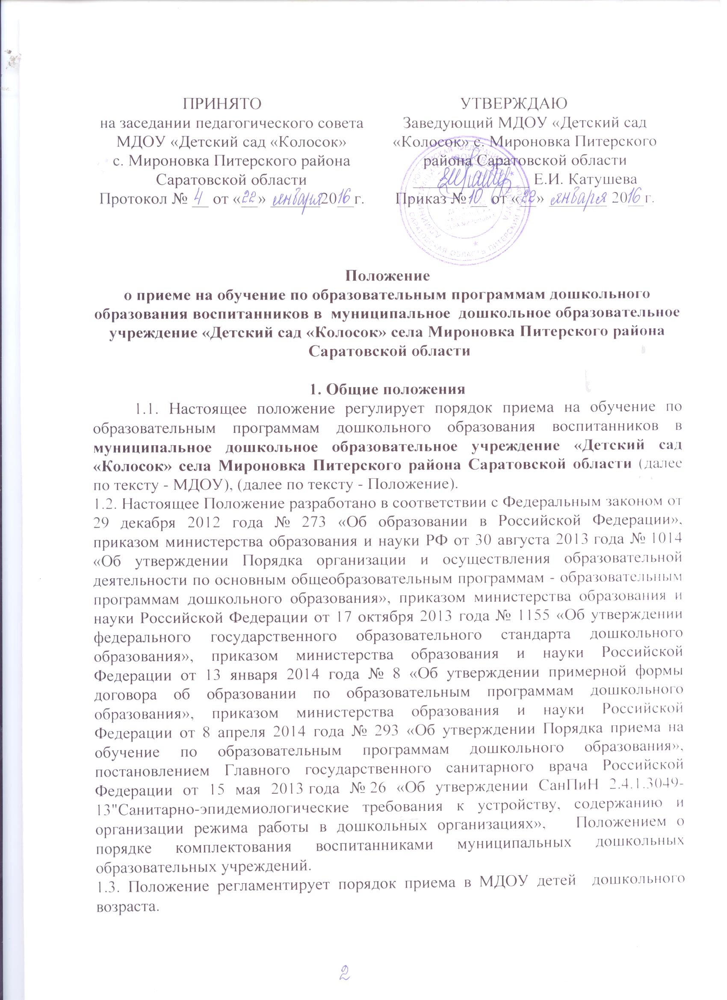 ПРИНЯТО
на заседании педагогического совета
МДОУ «Детский сад «Колосок»
с. Мироновка Питерского района
Саратовской области
Протокол № 4 от «22» января 2016 г.
УТВЕРЖДАЮ
Заведующий МДОУ «Детский сад
«Колосок» с. Мироновка Питерского
района Саратовской области
Е.И. Катушева
Приказ № 10 от «22» января 2016 г.
САРАТОВСКАЯ ОБЛАСТЬ ПИТЕРСКИЙ
Положение
о приеме на обучение по образовательным программам дошкольного
образования воспитанников в муниципальное дошкольное образовательное
учреждение «Детский сад «Колосок» села Мироновка Питерского района
Саратовской области
1. Общие положения
1.1. Настоящее положение регулирует порядок приема на обучение по
образовательным программам дошкольного образования воспитанников в
муниципальное дошкольное образовательное учреждение «Детский сад
«Колосок» села Мироновка Питерского района Саратовской области (далее
по тексту - МДОУ), (далее по тексту - Положение).
1.2. Настоящее Положение разработано в соответствии с Федеральным законом от
29 декабря 2012 года № 273 «Об образовании в Российской Федерации»,
приказом министерства образования и науки РФ от 30 августа 2013 года № 1014
«Об утверждении Порядка организации и осуществления образовательной
деятельности по основным общеобразовательным программам - образовательным
программам дошкольного образования», приказом министерства образования и
науки Российской Федерации от 17 октября 2013 года № 1155 «Об утверждении
федерального государственного образовательного стандарта дошкольного
образования», приказом министерства образования и науки Российской
Федерации от 13 января 2014 года № 8 «Об утверждении примерной формы
договора об образовании по образовательным программам дошкольного
образования», приказом министерства образования и науки Российской
Федерации от 8 апреля 2014 года № 293 «Об утверждении Порядка приема на
обучение по образовательным программам дошкольного образования»,
постановлением Главного государственного санитарного врача Российской
Федерации от 15 мая 2013 года № 26 «Об утверждении СанПиН 2.4.1.3049-
13"Санитарно-эпидемиологические требования к устройству, содержанию и
организации режима работы в дошкольных организациях», Положением о
порядке комплектования воспитанниками муниципальных дошкольных
образовательных учреждений.
1.3. Положение регламентирует порядок приема в МДОУ детей дошкольного
возраста.
2